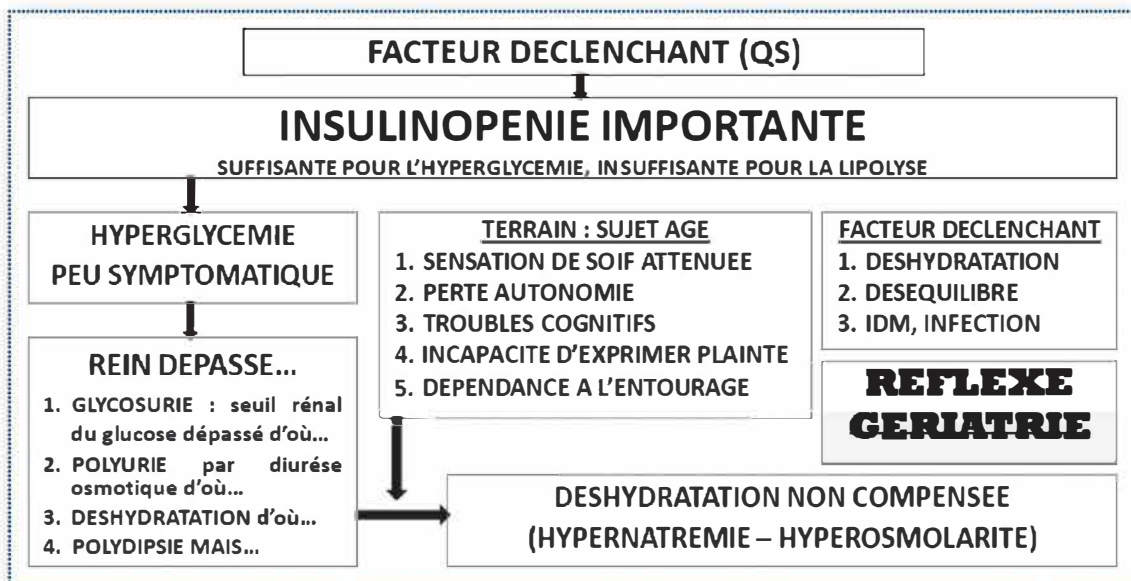 FACTEUR DECLENCHANT (QS)
INSULINOPENIE IMPORTANTE
SUFFISANTE POUR L'HYPERGLYCEMIE, INSUFFISANTE POUR LA LIPOLYSE
HYPERGLYCEMIE
PEU SYMPTOMATIQUE
REIN DEPASSE...
1. GLYCOSURIE : seuil rénal
du glucose dépassé d'où...
2. POLYURIE par diurése
osmotique d'où...
3. DESHYDRATATION d'où...
4. POLYDIPSIE MAIS...
TERRAIN : SUJET AGE
1. SENSATION DE SOIF ATTENUEE
2. PERTE AUTONOMIE
3. TROUBLES COGNITIFS
4. INCAPACITE D'EXPRIMER PLAINTE
5. DEPENDANCE A L'ENTOURAGE
FACTEUR DECLENCHANT
1. DESHYDRATATION
2. DESEQUILIBRE
3. IDM, INFECTION
REFLEXE
GERIATRIE
DESHYDRATATION NON COMPENSEE
(HYPERNATREMIE – HYPEROSMOLARITE)